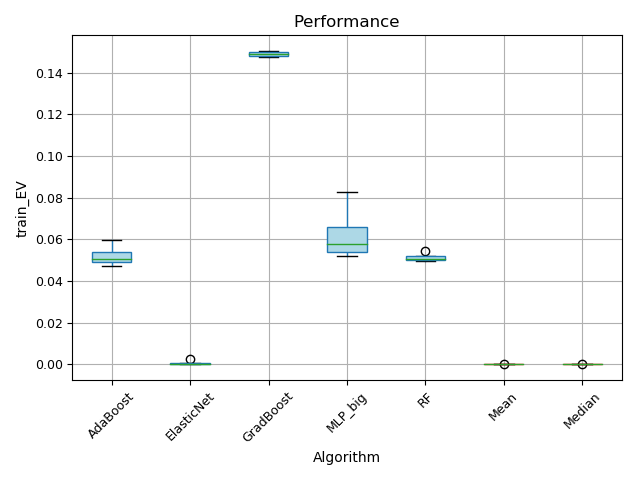 Performance
train_EV
0.14
0.12
0.10
0.08
0.06
0.04
0.02
0.00
AdaBoost
ElasticNet
GradBoost
MLP_big
RF
Mean
Median
Algorithm